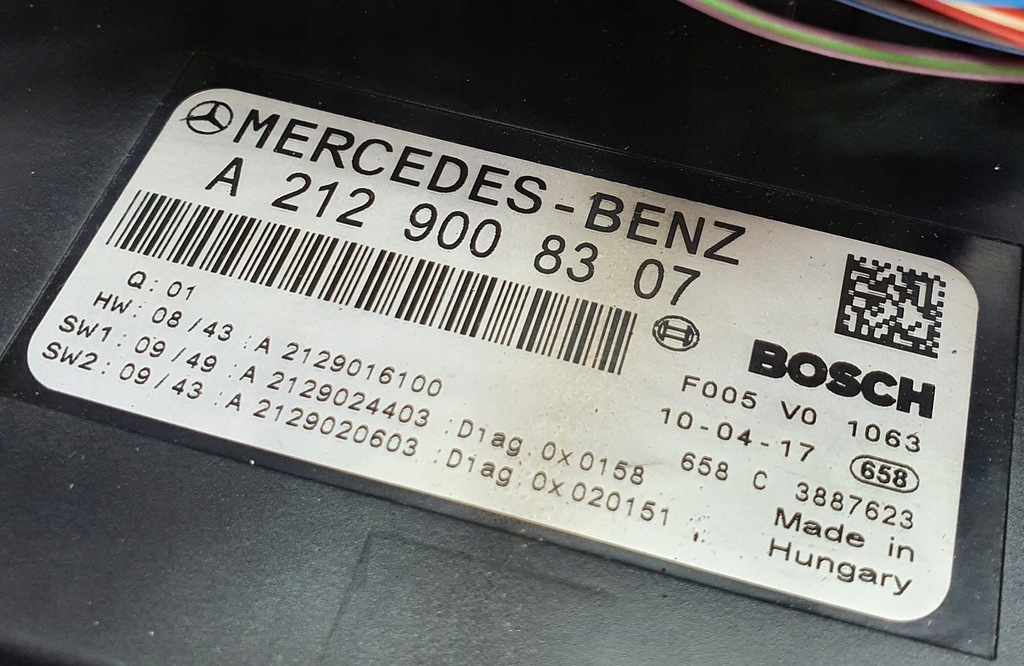 MERCEDES-BENZ
A 212 900 83 07
Q: 01
HW: 08/43 :A 2129016100
SW1: 09/49 :A 2129024403 :Diag.0x0158
SW2: 09/43 :A 2129020603 :Diag.0x020151
BOSCH
F005 V0 1063
10-04-17 658
658 C 3887623
Made in
Hungary